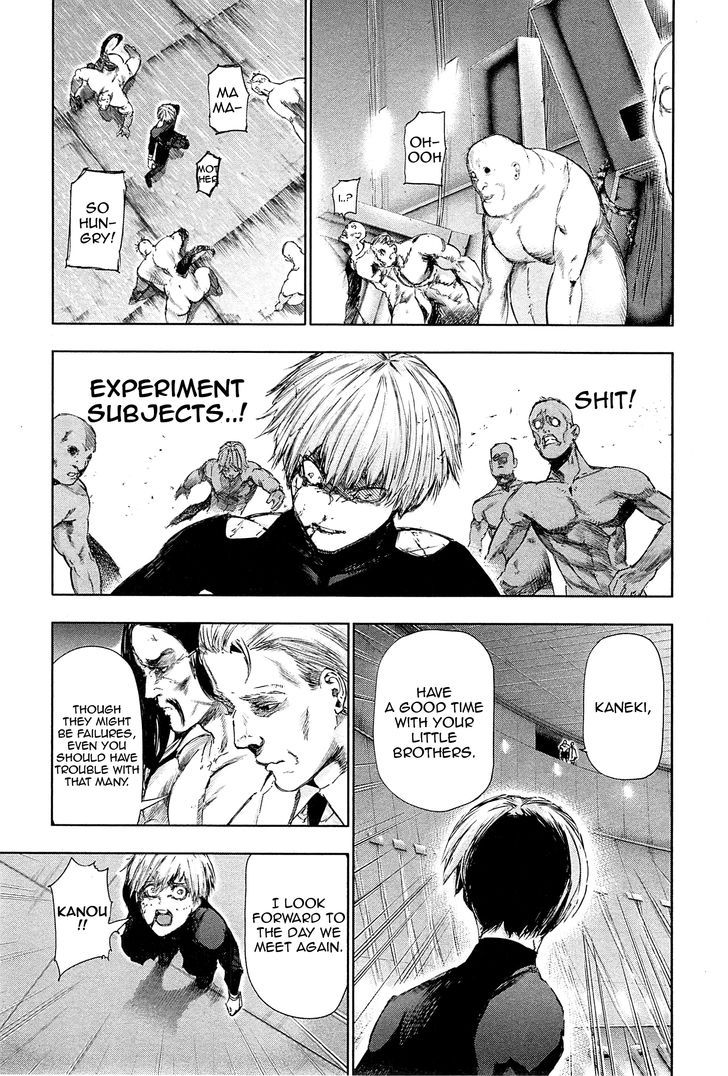 OH-
OOH
I..?
MA
MA-
MOT
HER
SO
HUN-
GRY!
SHIT!
EXPERIMENT
SUBJECTS..!
KANEKI,
HAVE
A GOOD TIME
WITH YOUR
LITTLE
BROTHERS.
THOUGH
THEY MIGHT
BE FAILURES,
EVEN YOU
SHOULD HAVE
TROUBLE WITH
THAT MANY.
I LOOK
FORWARD TO
THE DAY WE
MEET AGAIN.
KANOU
!!